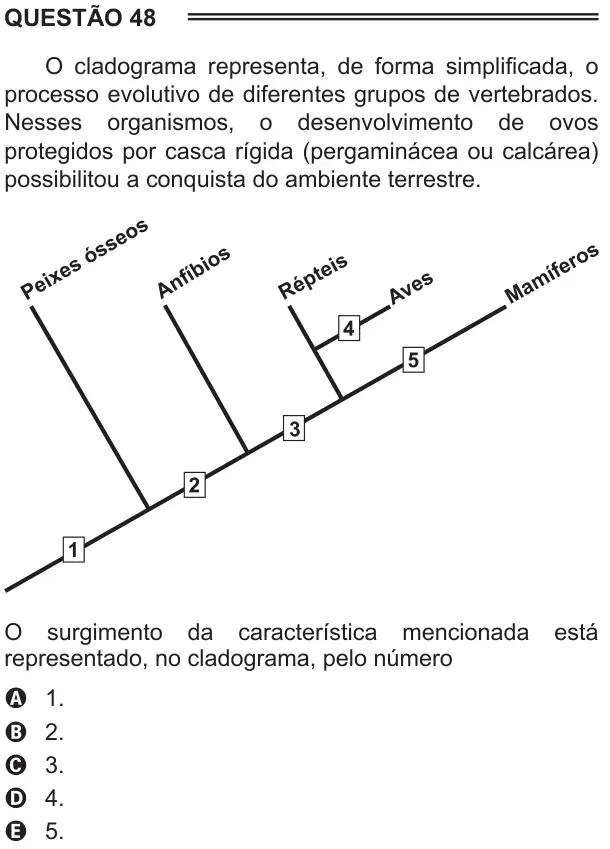 QUESTÃO 48
O cladograma representa, de forma simplificada, o
processo evolutivo de diferentes grupos de vertebrados.
Nesses organismos, o desenvolvimento de ovos
protegidos por casca rígida (pergaminácea ou calcárea)
possibilitou a conquista do ambiente terrestre.
Peixes ósseos
Anfíbios
Répteis
Aves
Mamíferos
4
5
3
2
1
O surgimento da característica mencionada está
representado, no cladograma, pelo número
A 1.
B 2.
C 3.
D 4.
E 5.